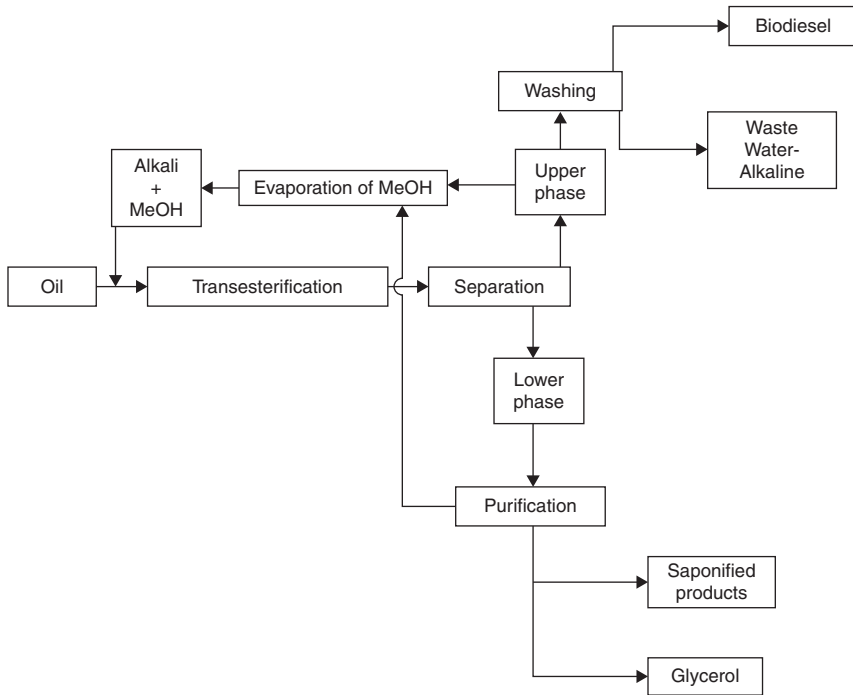 Biodiesel
Washing
Waste
Water-
Alkaline
Alkali
+
MeOH
Evaporation of MeOH
Upper
phase
Oil
Transesterification
Separation
Lower
phase
Purification
Saponified
products
Glycerol